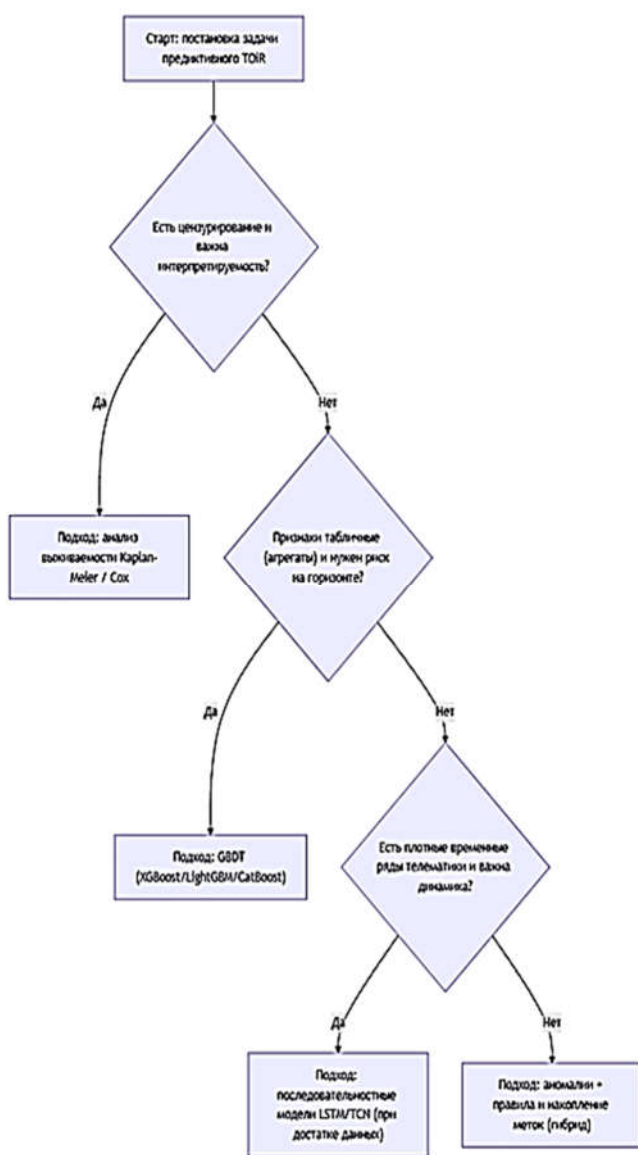 Старт: постановка задачи
предиктивного TOiR
Есть цензурирование и
важна
интерпретируемость?
Да
Нет
Подход: анализ
выживаемости Kaplan-
Meier / Cox
Признаки табличные
(агрегаты) и нужен риск
на горизонте?
Да
Нет
Подход: GBDT
(XGBoost/LightGBM/CatBoost)
Есть плотные временные
ряды телематики и важна
динамика?
Да
Нет
Подход:
последовательностные
модели LSTM/TCN (при
достатке данных)
Подход: аномалии +
правила и накопление
меток (гибрид)